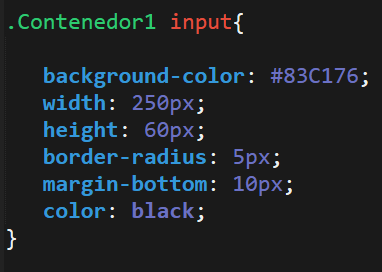 .Contenedor1 input{
background-color: #83C176;
width: 250px;
height: 60px;
border-radius: 5px;
margin-bottom: 10px;
color: black;
}